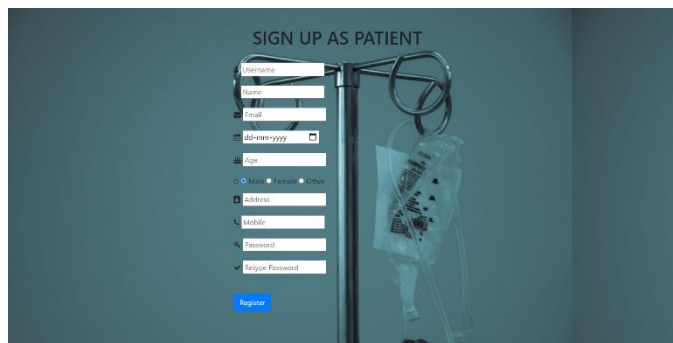 SIGN UP AS PATIENT
Username
Name
Email
dd-mm-yyyy
Age
Male Female Other
Address
Mobile
Password
Retype Password
Register